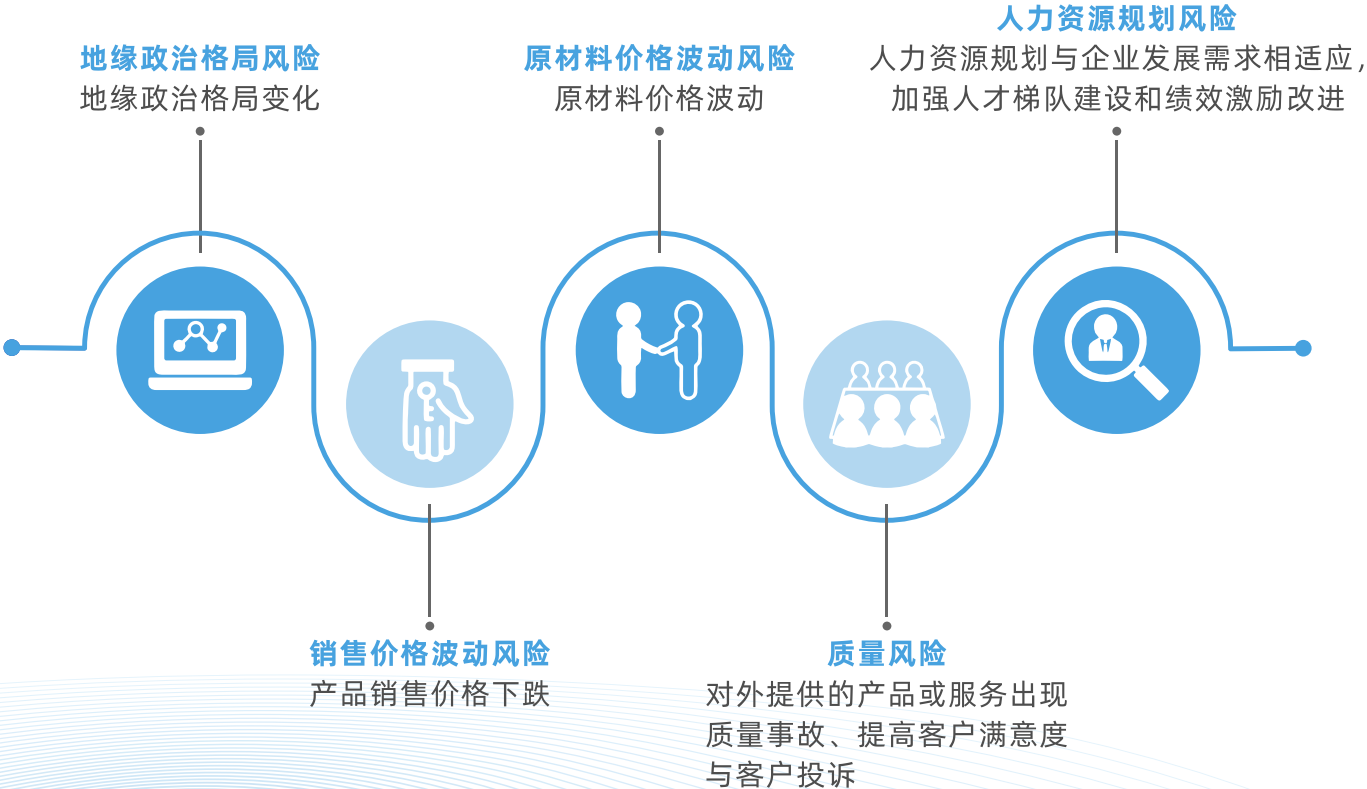 地缘政治格局风险
地缘政治格局变化
原材料价格波动风险
原材料价格波动
人力资源规划风险
人力资源规划与企业发展需求相适应，
加强人才梯队建设和绩效激励改进
销售价格波动风险
产品销售价格下跌
质量风险
对外提供的产品或服务出现
质量事故、提高客户满意度
与客户投诉